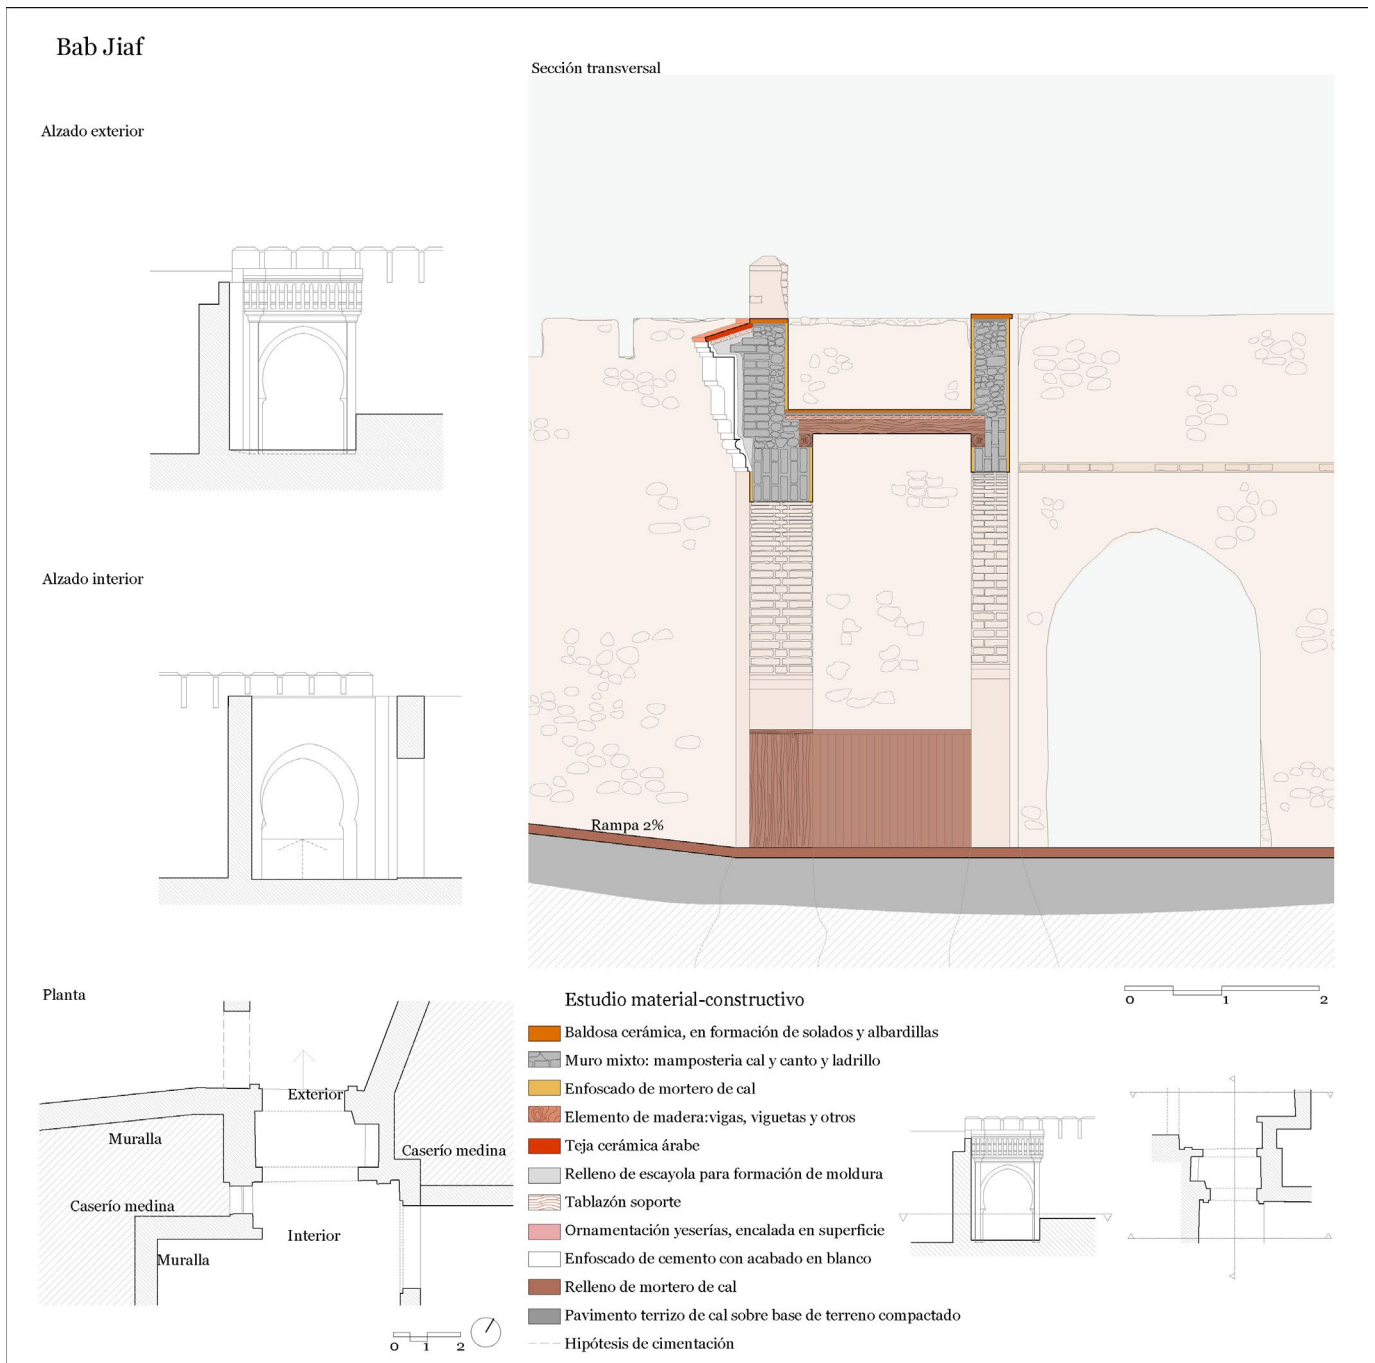 Bab Jiaf
Sección transversal
Alzado exterior
Alzado interior
Rampa 2%
Planta
Exterior
Muralla
Caserío medina
Caserío medina
Interior
Muralla
0 1 2
Estudio material-constructivo
0 1 2
Baldosa cerámica, en formación de solados y albardillas
Muro mixto: mamposteria cal y canto y ladrillo
Enfoscado de mortero de cal
Elemento de madera:vigas, viguetas y otros
Teja cerámica árabe
Relleno de escayola para formación de moldura
Tablazón soporte
Ornamentación yeserías, encalada en superficie
Enfoscado de cemento con acabado en blanco
Relleno de mortero de cal
Pavimento terrizo de cal sobre base de terreno compactado
Hipótesis de cimentación